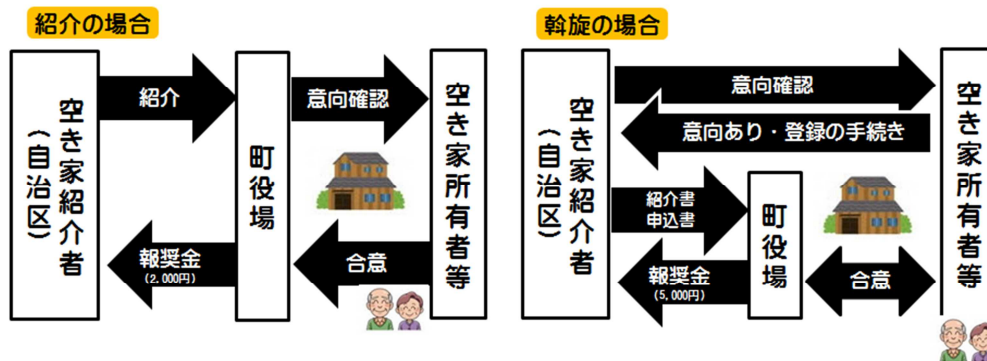 紹介の場合
空き家紹介者
（自治区）
紹介
町役場
意向確認
空き家所有者等
報奨金
（2,000円）
合意
斡旋の場合
空き家紹介者
（自治区）
意向確認
意向あり・登録の手続き
空き家所有者等
紹介書
申込書
町役場
報奨金
（5,000円）
合意